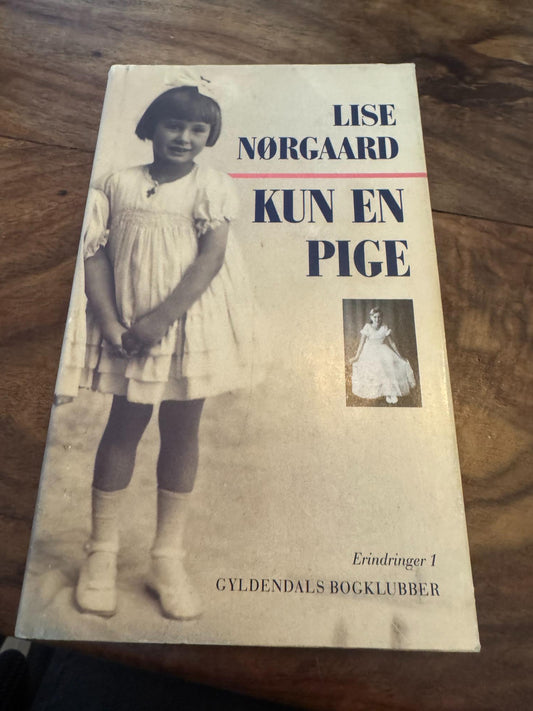 LISE
NØRGAARD
KUN EN
PIGE
Erindringer 1
GYLDENDALS BOGKLUBBER